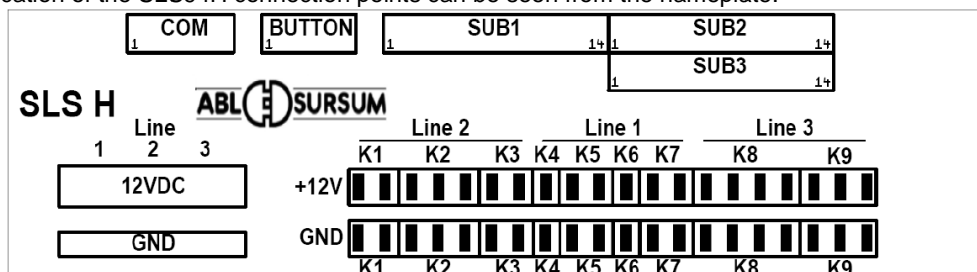 cation of the SLS H connection points can be seen from the nameplate:
COM
1
BUTTON
1
SUB1
1 14
SUB2
1 14
SUB3
1 14
SLS H
ABL SURSUM
Line
1 2 3
12VDC
GND
Line 2 Line 1 Line 3
K1 K2 K3 K4 K5 K6 K7 K8 K9
+12V
GND
K1 K2 K3 K4 K5 K6 K7 K8 K9